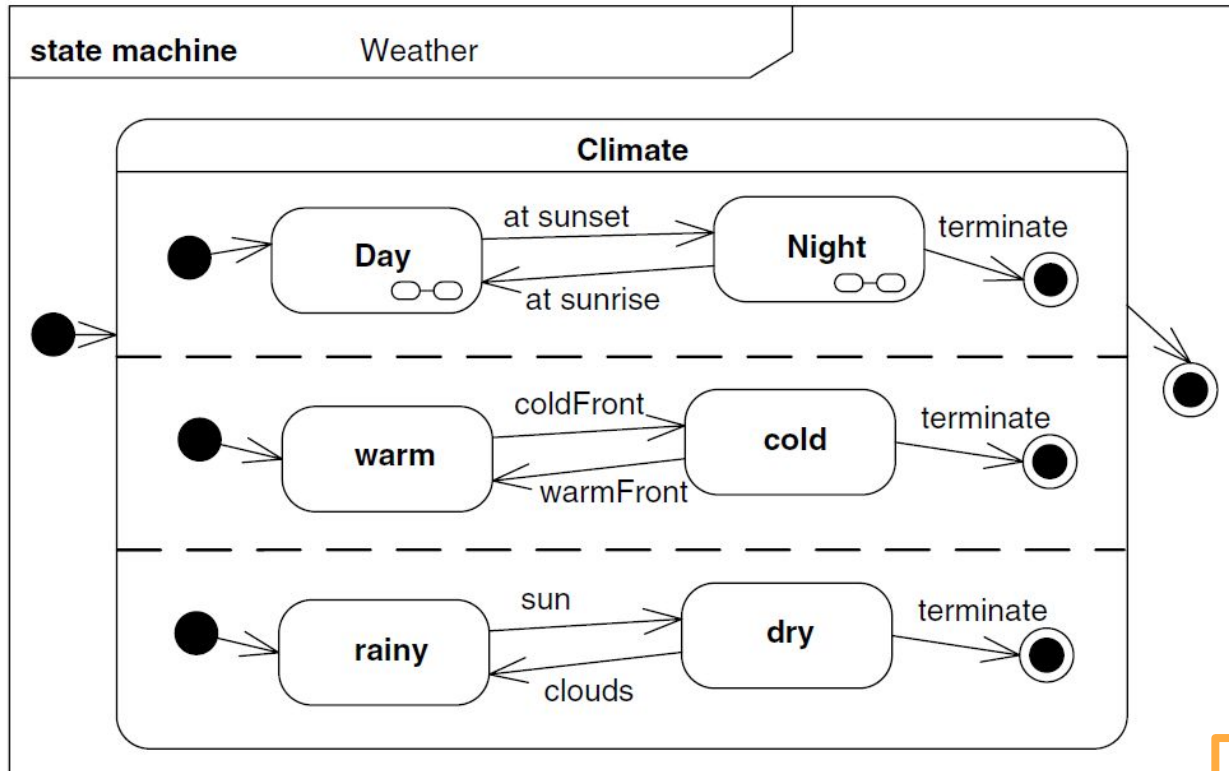 state machine Weather
Climate
Day
at sunset
Night
terminate
at sunrise
warm
coldFront
cold
terminate
warmFront
rainy
sun
dry
terminate
clouds